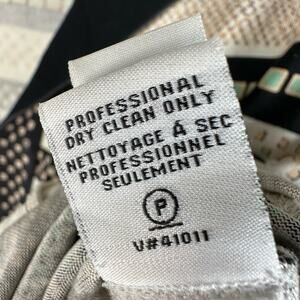 PROFESSIONAL
DRY CLEAN ONLY
NETTOYAGE À SEC
PROFESSIONNEL
SEULEMENT
P
V#41011